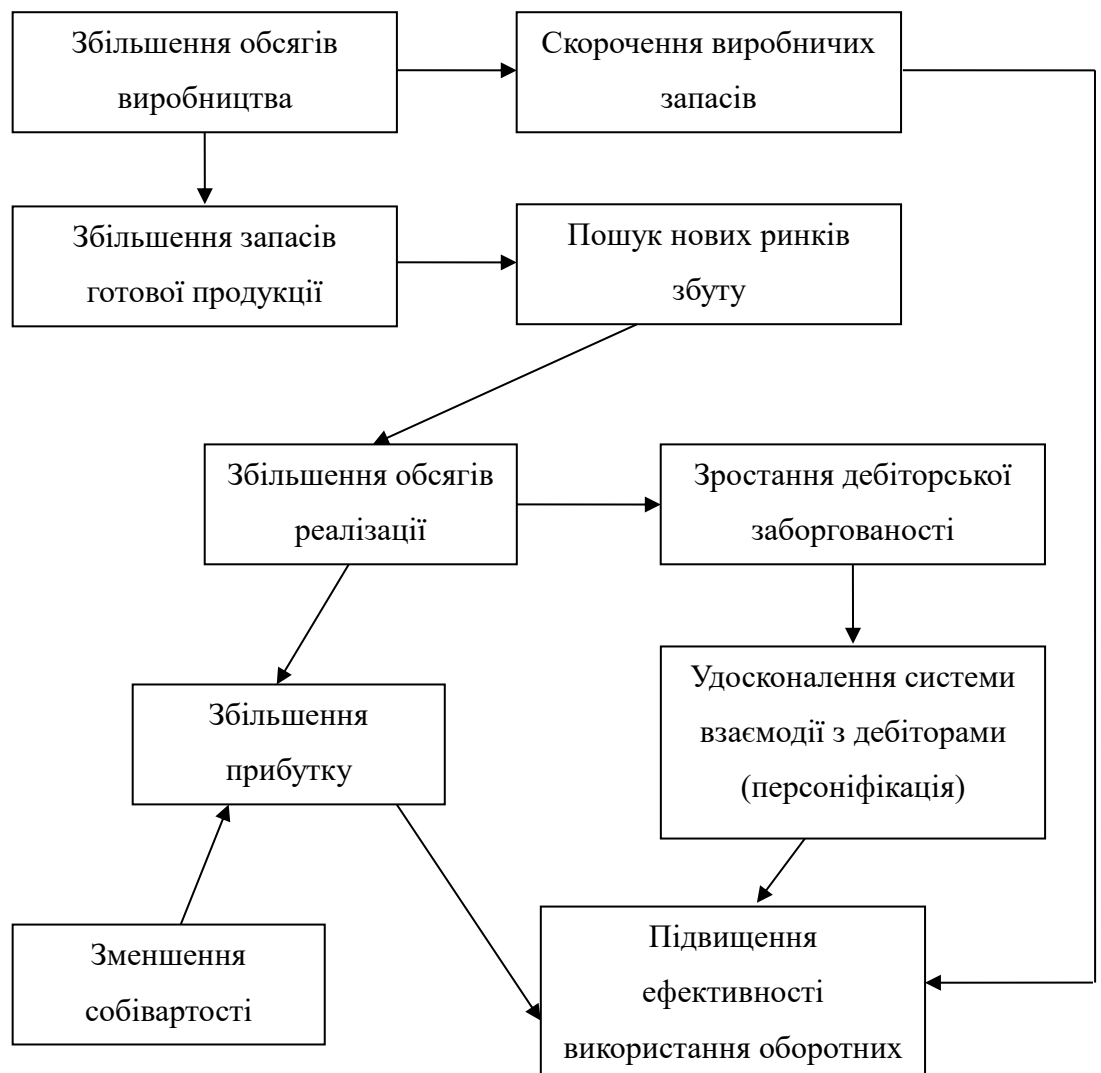 Збільшення обсягів
виробництва
Скорочення виробничих
запасів
Збільшення запасів
готової продукції
Пошук нових ринків
збуту
Збільшення обсягів
реалізації
Зростання дебіторської
заборгованості
Збільшення
прибутку
Удосконалення системи
взаємодії з дебіторами
(персоніфікація)
Зменшення
собівартості
Підвищення
ефективності
використання оборотних